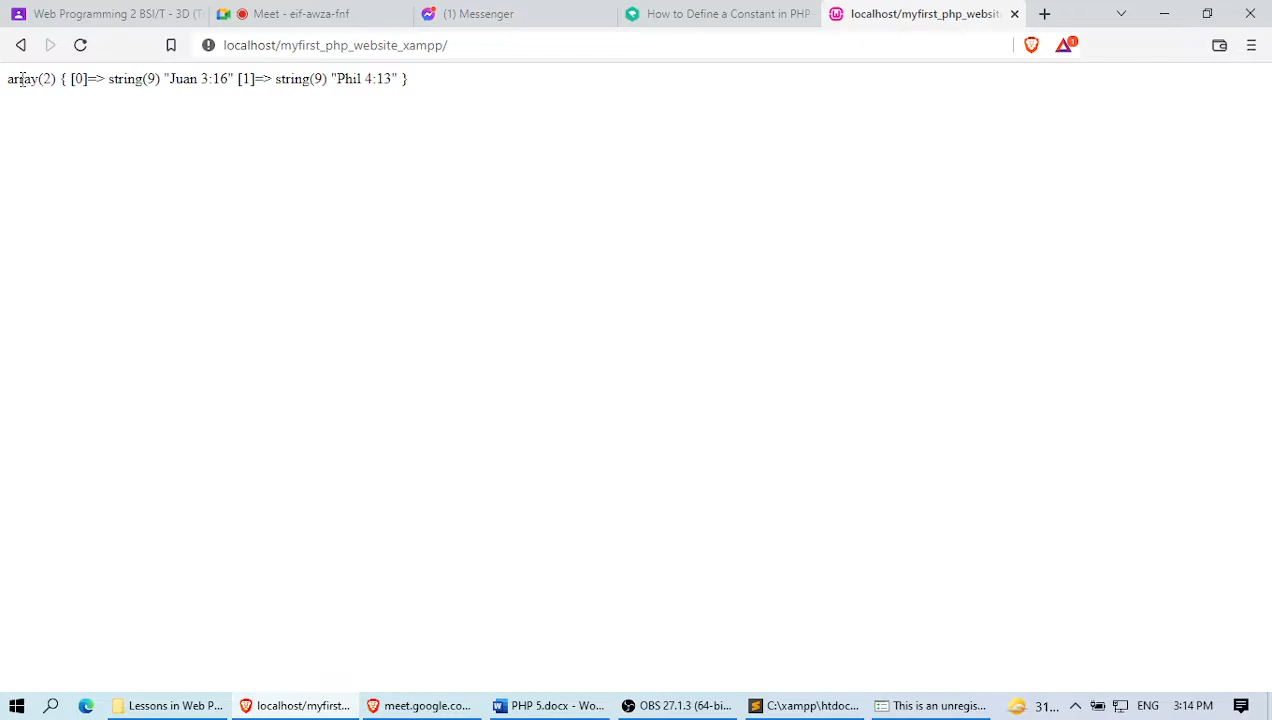 Web Programming 2 BSI/T - 3D (T
Meet - eif-awza-fnf
(1) Messenger
How to Define a Constant in PHP
localhost/myfirst_php_websit
localhost/myfirst_php_website_xampp/
1
array(2) { [0]=> string(9) "Juan 3:16" [1]=> string(9) "Phil 4:13" }
Lessons in Web P...
localhost/myfirst...
meet.google.co...
PHP 5.docx - Wo...
OBS 27.1.3 (64-bi...
C:\xampp\htdoc...
This is an unregis...
31...
ENG
3:14 PM